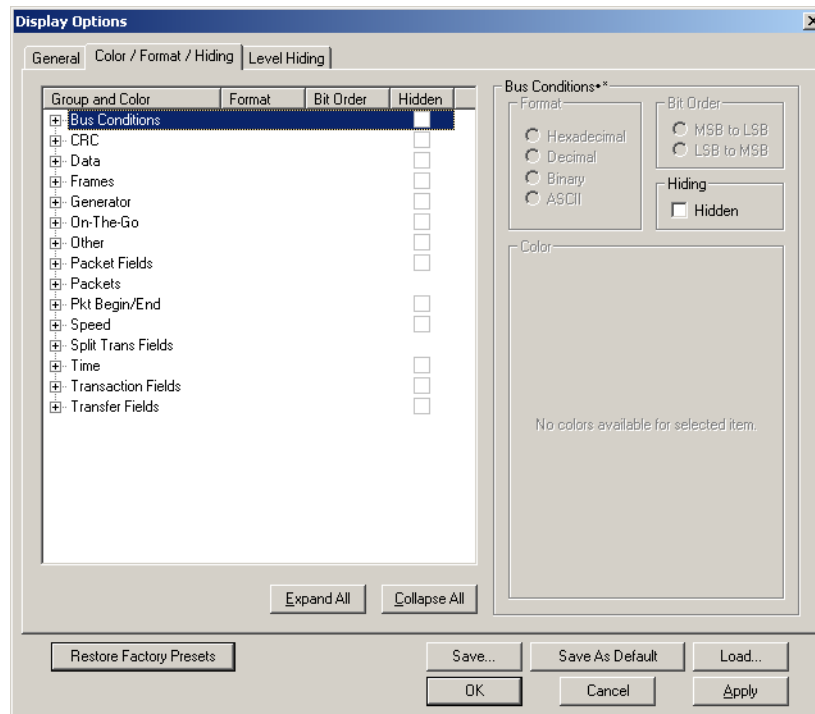 Display Options
General
Color / Format / Hiding
Level Hiding
Group and Color Format Bit Order Hidden
Bus Conditions
CRC
Data
Frames
Generator
On-The-Go
Other
Packet Fields
Packets
Pkt Begin/End
Speed
Split Trans Fields
Time
Transaction Fields
Transfer Fields
Expand All
Collapse All
Bus Conditions•*
Format
Hexadecimal
Decimal
Binary
ASCII
Bit Order
MSB to LSB
LSB to MSB
Hiding
Hidden
Color
No colors available for selected item.
Restore Factory Presets
Save...
Save As Default
Load...
OK
Cancel
Apply